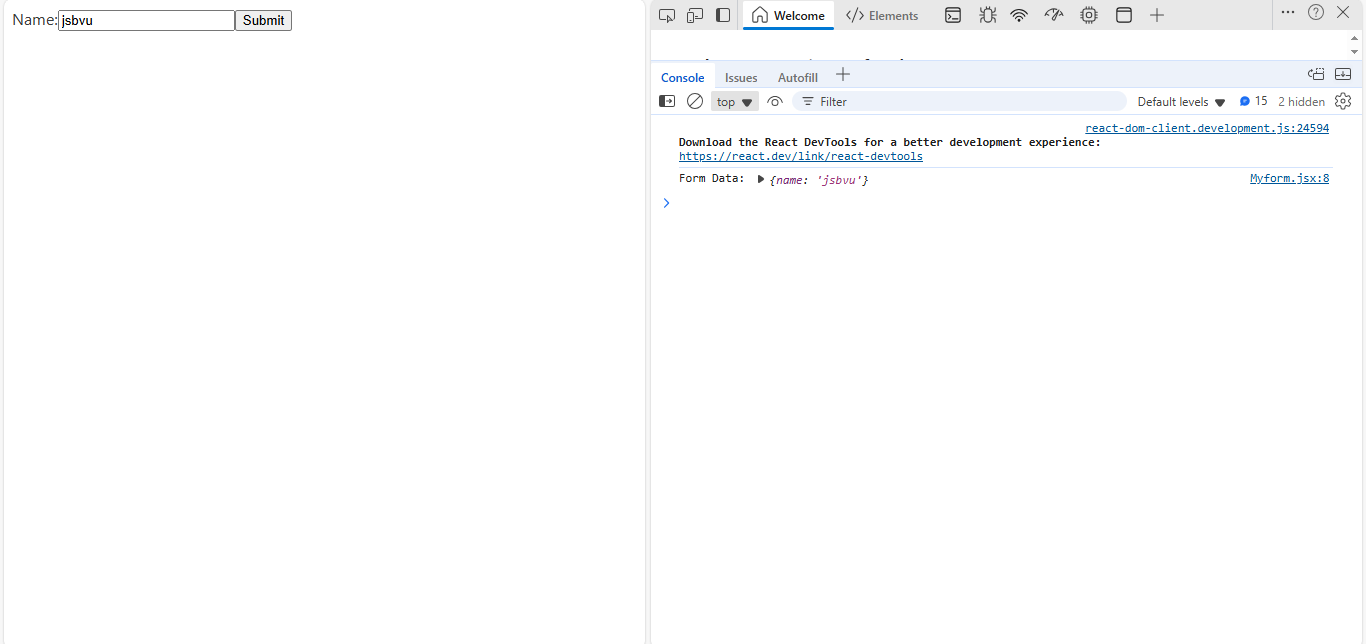 Name: jsbvu Submit
Welcome Elements
Console Issues Autofill
top Filter Default levels 15 2 hidden
react-dom-client.development.js:24594
Download the React DevTools for a better development experience:
https://react.dev/link/react-devtools
Form Data: {name: 'jsbvu'} Myform.jsx:8